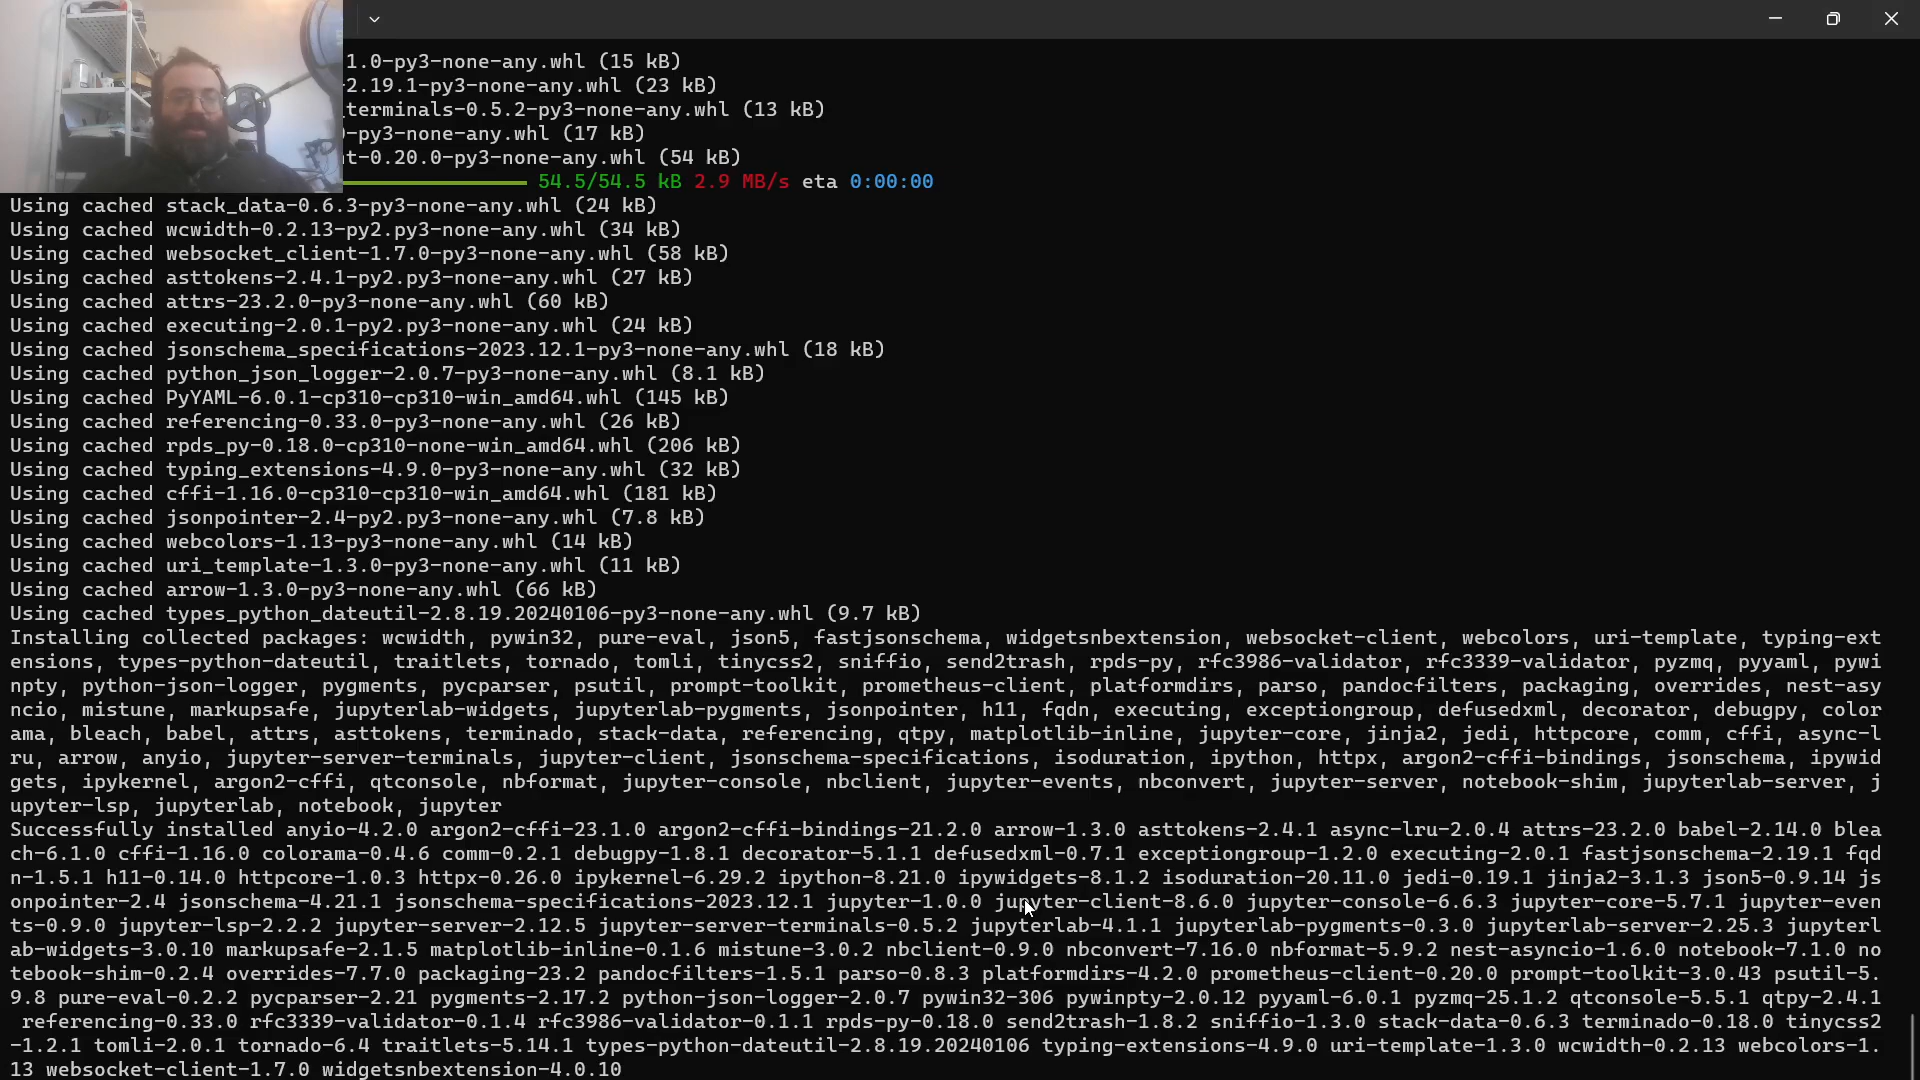 1.0-py3-none-any.whl (15 kB)
2.19.1-py3-none-any.whl (23 kB)
terminals-0.5.2-py3-none-any.whl (13 kB)
-py3-none-any.whl (17 kB)
t-0.20.0-py3-none-any.whl (54 kB)
54.5/54.5 kB 2.9 MB/s eta 0:00:00
Using cached stack_data-0.6.3-py3-none-any.whl (24 kB)
Using cached wcwidth-0.2.13-py2.py3-none-any.whl (34 kB)
Using cached websocket_client-1.7.0-py3-none-any.whl (58 kB)
Using cached asttokens-2.4.1-py2.py3-none-any.whl (27 kB)
Using cached attrs-23.2.0-py3-none-any.whl (60 kB)
Using cached executing-2.0.1-py2.py3-none-any.whl (24 kB)
Using cached jsonschema_specifications-2023.12.1-py3-none-any.whl (18 kB)
Using cached python_json_logger-2.0.7-py3-none-any.whl (8.1 kB)
Using cached PyYAML-6.0.1-cp310-cp310-win_amd64.whl (145 kB)
Using cached referencing-0.33.0-py3-none-any.whl (26 kB)
Using cached rpds_py-0.18.0-cp310-none-win_amd64.whl (206 kB)
Using cached typing_extensions-4.9.0-py3-none-any.whl (32 kB)
Using cached cffi-1.16.0-cp310-cp310-win_amd64.whl (181 kB)
Using cached jsonpointer-2.4-py2.py3-none-any.whl (7.8 kB)
Using cached webcolors-1.13-py3-none-any.whl (14 kB)
Using cached uri_template-1.3.0-py3-none-any.whl (11 kB)
Using cached arrow-1.3.0-py3-none-any.whl (66 kB)
Using cached types_python_dateutil-2.8.19.20240106-py3-none-any.whl (9.7 kB)
Installing collected packages: wcwidth, pywin32, pure-eval, json5, fastjsonschema, widgetsnbextension, websocket-client, webcolors, uri-template, typing-ext
ensions, types-python-dateutil, traitlets, tornado, tomli, tinycss2, sniffio, send2trash, rpds-py, rfc3986-validator, rfc3339-validator, pyzmq, pyyaml, pywi
npty, python-json-logger, pygments, pycparser, psutil, prompt-toolkit, prometheus-client, platformdirs, parso, pandocfilters, packaging, overrides, nest-asy
ncio, mistune, markupsafe, jupyterlab-widgets, jupyterlab-pygments, jsonpointer, h11, fqdn, executing, exceptiongroup, defusedxml, decorator, debugpy, color
ama, bleach, babel, attrs, asttokens, terminado, stack-data, referencing, qtpy, matplotlib-inline, jupyter-core, jinja2, jedi, httpcore, comm, cffi, async-l
ru, arrow, anyio, jupyter-server-terminals, jupyter-client, jsonschema-specifications, isoduration, ipython, httpx, argon2-cffi-bindings, jsonschema, ipywid
gets, ipykernel, argon2-cffi, qtconsole, nbformat, jupyter-console, nbclient, jupyter-events, nbconvert, jupyter-server, notebook-shim, jupyterlab-server, j
upyter-lsp, jupyterlab, notebook, jupyter
Successfully installed anyio-4.2.0 argon2-cffi-23.1.0 argon2-cffi-bindings-21.2.0 arrow-1.3.0 asttokens-2.4.1 async-lru-2.0.4 attrs-23.2.0 babel-2.14.0 blea
ch-6.1.0 cffi-1.16.0 colorama-0.4.6 comm-0.2.1 debugpy-1.8.1 decorator-5.1.1 defusedxml-0.7.1 exceptiongroup-1.2.0 executing-2.0.1 fastjsonschema-2.19.1 fqd
n-1.5.1 h11-0.14.0 httpcore-1.0.3 httpx-0.26.0 ipykernel-6.29.2 ipython-8.21.0 ipywidgets-8.1.2 isoduration-20.11.0 jedi-0.19.1 jinja2-3.1.3 json5-0.9.14 js
onpointer-2.4 jsonschema-4.21.1 jsonschema-specifications-2023.12.1 jupyter-1.0.0 jupyter-client-8.6.0 jupyter-console-6.6.3 jupyter-core-5.7.1 jupyter-even
ts-0.9.0 jupyter-lsp-2.2.2 jupyter-server-2.12.5 jupyter-server-terminals-0.5.2 jupyterlab-4.1.1 jupyterlab-pygments-0.3.0 jupyterlab-server-2.25.3 jupyterl
ab-widgets-3.0.10 markupsafe-2.1.5 matplotlib-inline-0.1.6 mistune-3.0.2 nbclient-0.9.0 nbconvert-7.16.0 nbformat-5.9.2 nest-asyncio-1.6.0 notebook-7.1.0 no
tebook-shim-0.2.4 overrides-7.7.0 packaging-23.2 pandocfilters-1.5.1 parso-0.8.3 platformdirs-4.2.0 prometheus-client-0.20.0 prompt-toolkit-3.0.43 psutil-5.
9.8 pure-eval-0.2.2 pycparser-2.21 pygments-2.17.2 python-json-logger-2.0.7 pywin32-306 pywinpty-2.0.12 pyyaml-6.0.1 pyzmq-25.1.2 qtconsole-5.5.1 qtpy-2.4.1
referencing-0.33.0 rfc3339-validator-0.1.4 rfc3986-validator-0.1.1 rpds-py-0.18.0 send2trash-1.8.2 sniffio-1.3.0 stack-data-0.6.3 terminado-0.18.0 tinycss2
-1.2.1 tomli-2.0.1 tornado-6.4 traitlets-5.14.1 types-python-dateutil-2.8.19.20240106 typing-extensions-4.9.0 uri-template-1.3.0 wcwidth-0.2.13 webcolors-1.
13 websocket-client-1.7.0 widgetsnbextension-4.0.10